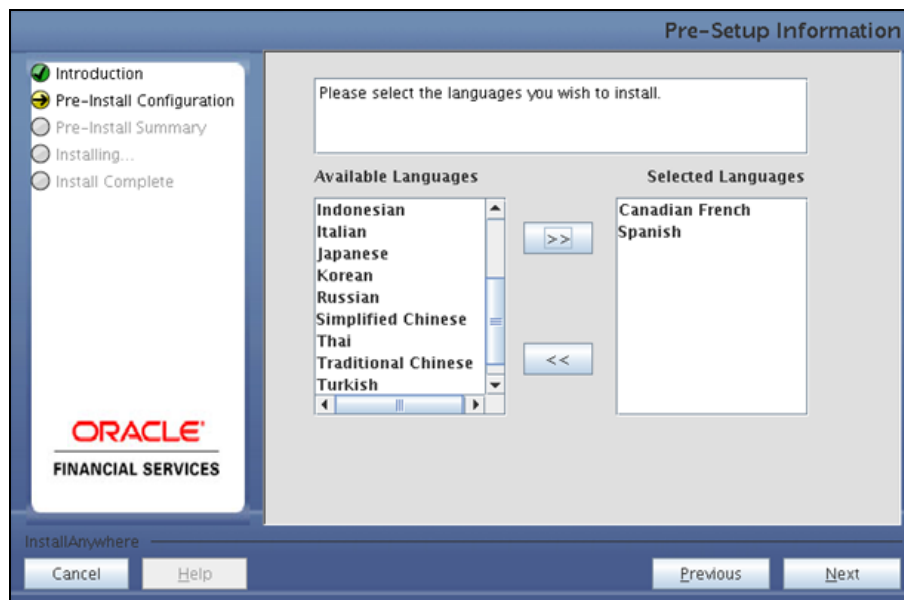 Pre-Setup Information
Introduction
Pre-Install Configuration
Pre-Install Summary
Installing...
Install Complete
ORACLE'
FINANCIAL SERVICES
Please select the languages you wish to install.
Available Languages
Indonesian
Italian
Japanese
Korean
Russian
Simplified Chinese
Thai
Traditional Chinese
Turkish
>>
<<
Selected Languages
Canadian French
Spanish
InstallAnywhere
Cancel
Help
Previous
Next